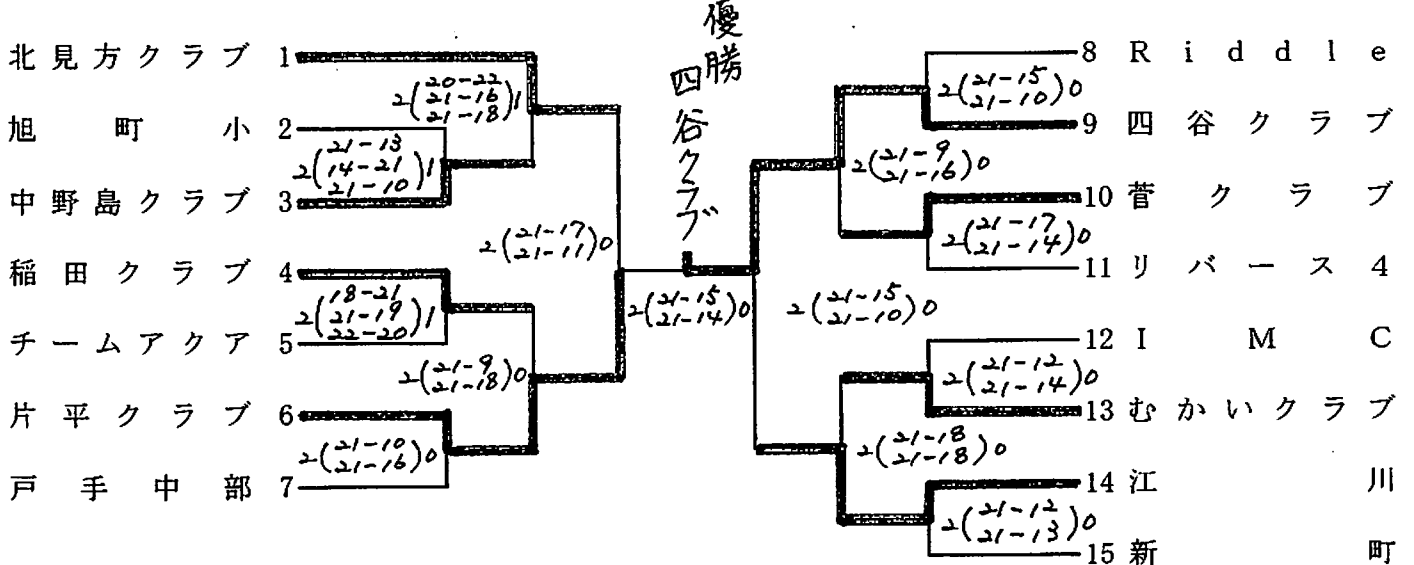 優勝
四谷クラブ
北見方クラブ 1
2(20-22 21-16 21-18)1
旭町小 2
2(21-13 14-21 21-10)1
中野島クラブ 3
2(21-17 21-11)0
稲田クラブ 4
2(18-21 21-19 22-20)1
チームアクア 5
2(21-9 21-18)0
片平クラブ 6
2(21-10 21-16)0
戸手中部 7
2(21-15 21-14)0
8 Riddle
2(21-15 21-10)0
9 四谷クラブ
2(21-9 21-16)0
10 菅クラブ
2(21-17 21-14)0
11 リバース4
2(21-15 21-10)0
12 IMC
2(21-12 21-14)0
13 むかいクラブ
2(21-18 21-18)0
14 江川
2(21-12 21-13)0
15 新町